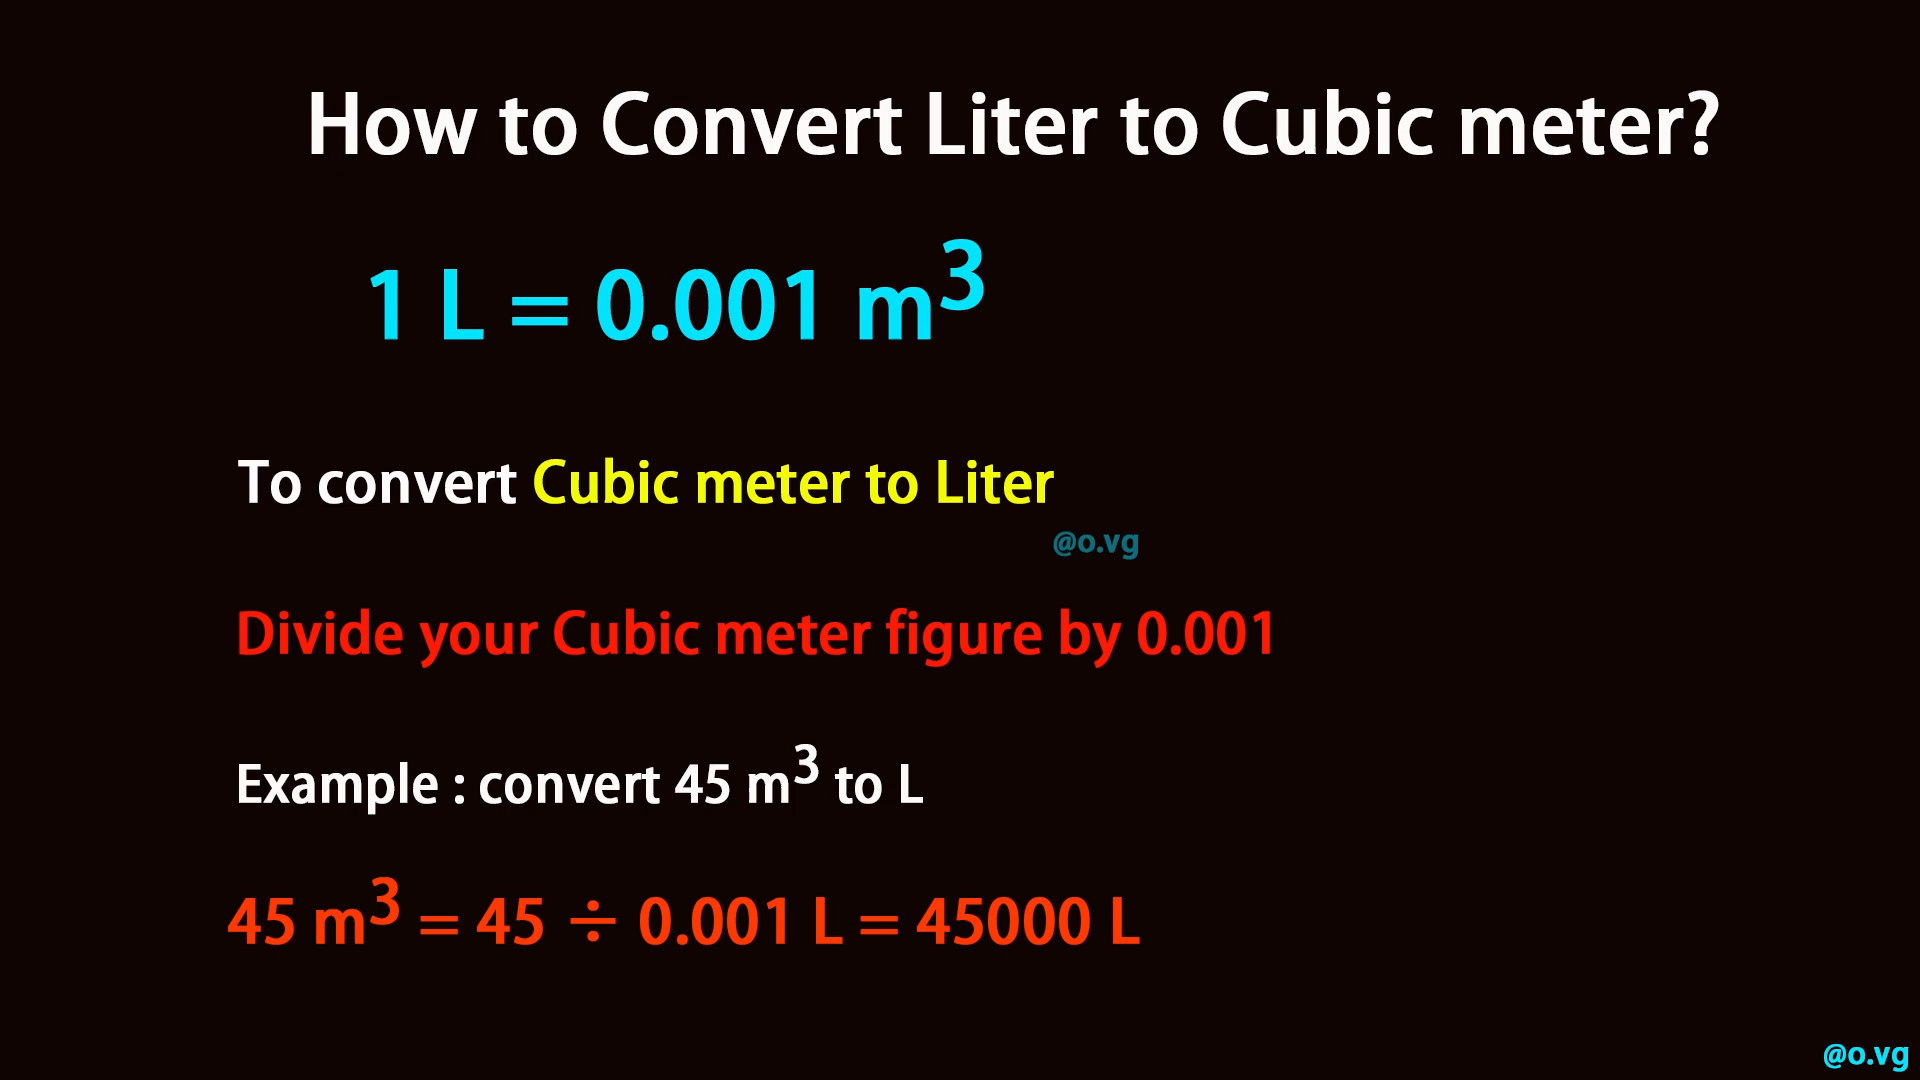 How to Convert Liter to Cubic meter?
1 L = 0.001 m³
To convert Cubic meter to Liter
@o.vg
Divide your Cubic meter figure by 0.001
Example : convert 45 m³ to L
45 m³ = 45 ÷ 0.001 L = 45000 L
@o.vg